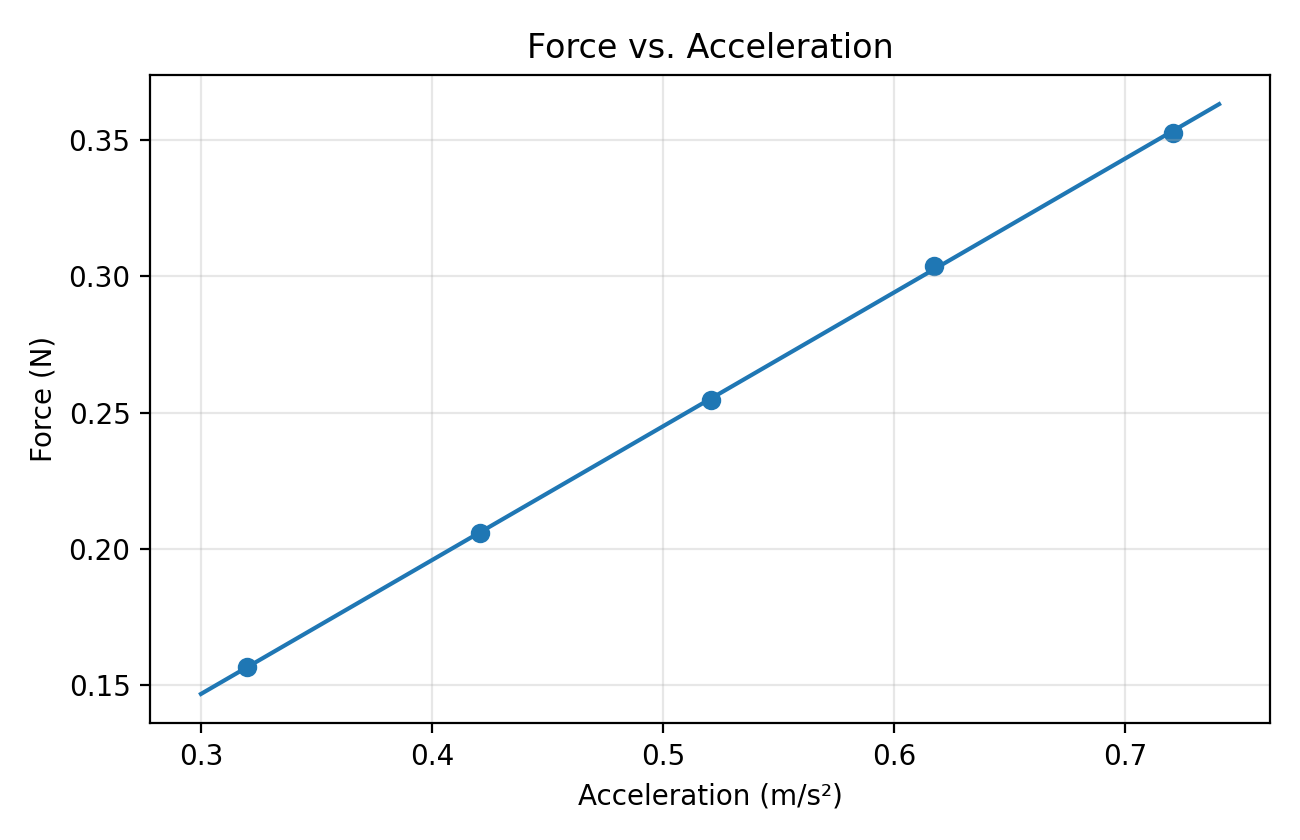 Force vs. Acceleration
Force (N)
0.35
0.30
0.25
0.20
0.15
0.3 0.4 0.5 0.6 0.7
Acceleration (m/s²)